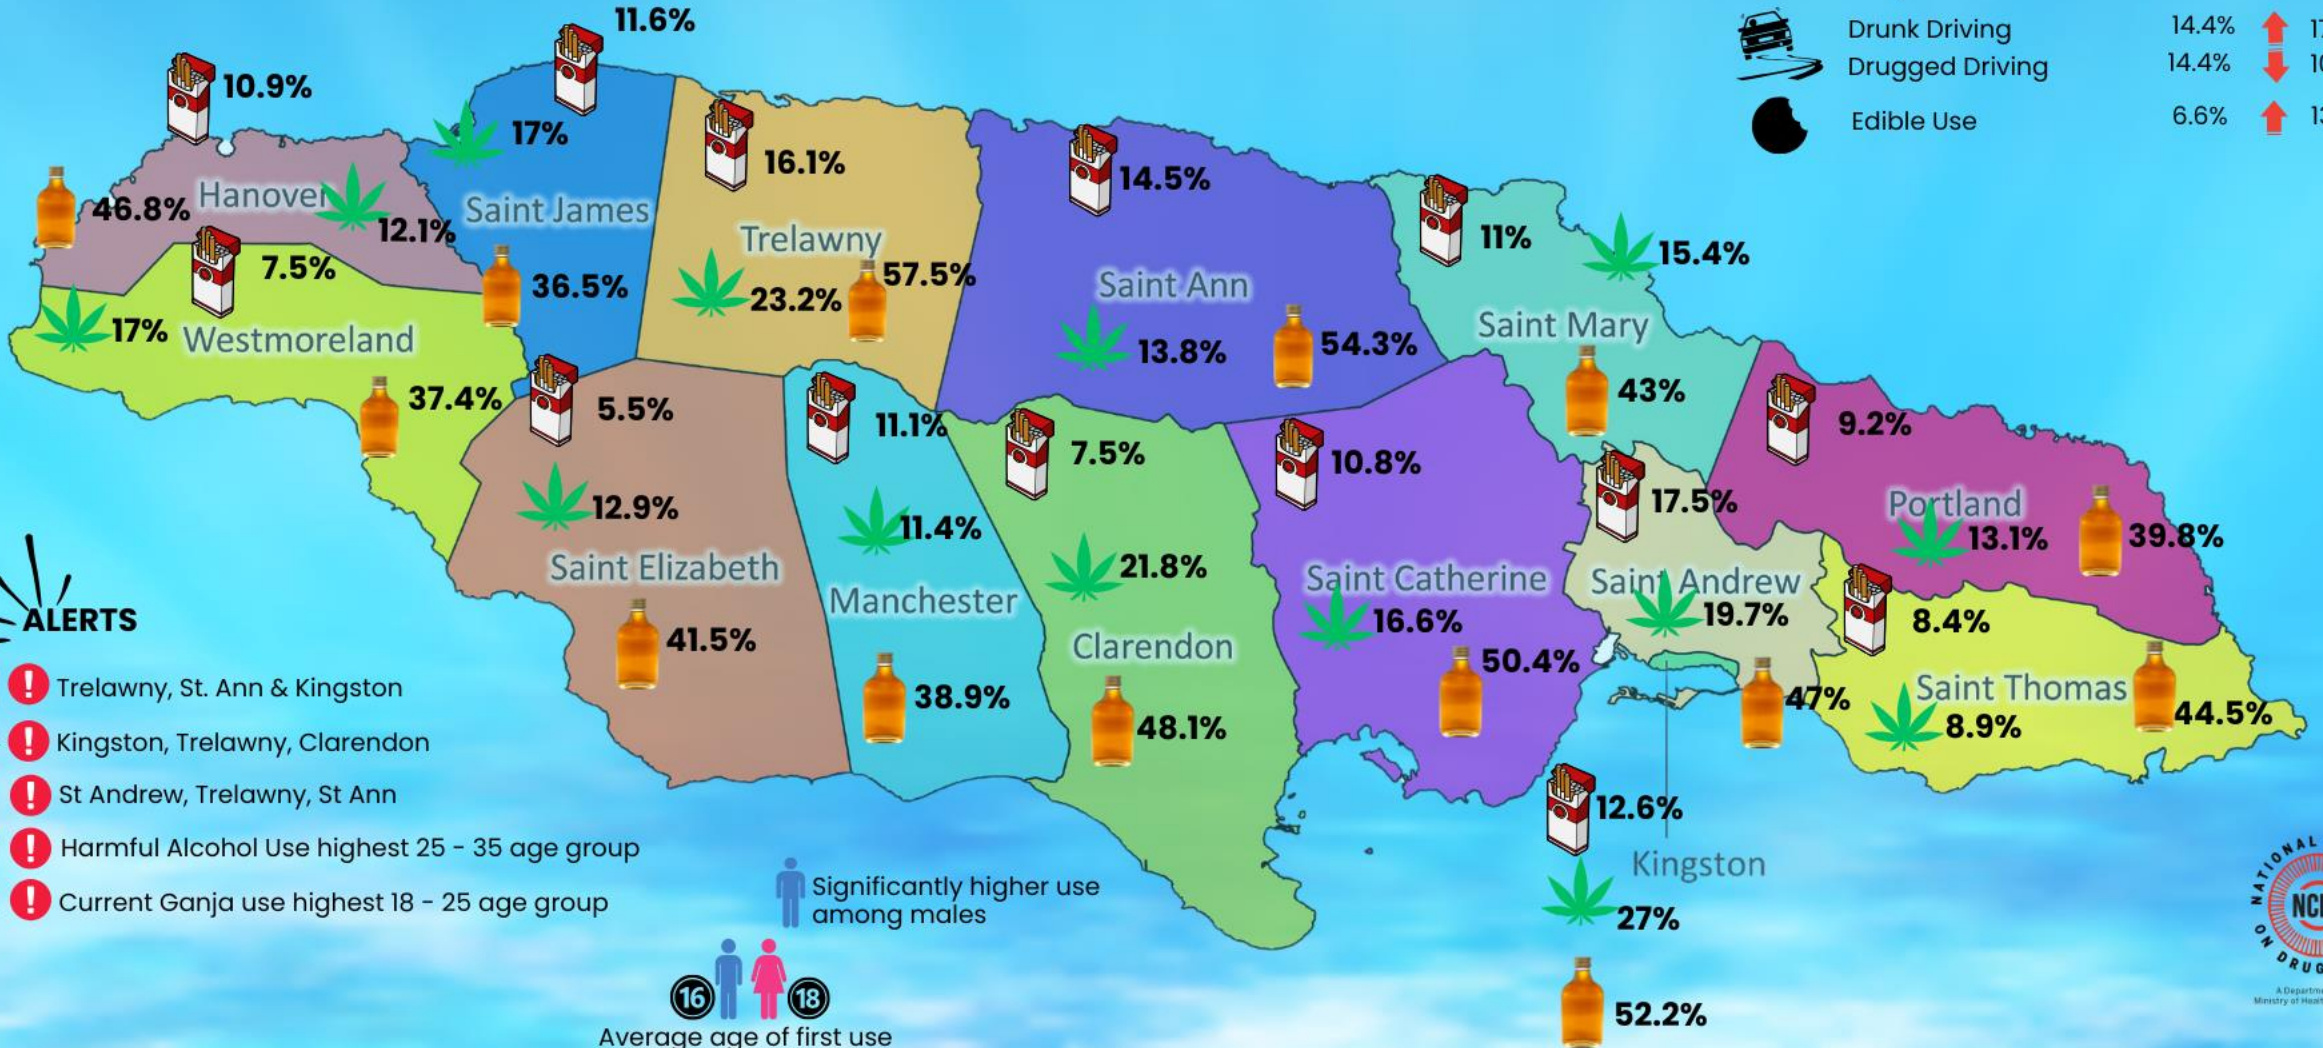 11.6%
Drunk Driving 14.4%
Drugged Driving 14.4%
Edible Use 6.6%
10.9%
17%
16.1%
14.5%
11%
15.4%
46.8%
Hanover
12.1%
Saint James
36.5%
Trelawny
23.2%
57.5%
Saint Ann
13.8%
54.3%
Saint Mary
43%
7.5%
17%
Westmoreland
37.4%
5.5%
12.9%
Saint Elizabeth
41.5%
11.1%
11.4%
Manchester
38.9%
7.5%
21.8%
Clarendon
48.1%
10.8%
Saint Catherine
16.6%
50.4%
17.5%
Saint Andrew
19.7%
47%
9.2%
Portland
13.1%
39.8%
8.4%
Saint Thomas
8.9%
44.5%
12.6%
Kingston
27%
52.2%
ALERTS
! Trelawny, St. Ann & Kingston
! Kingston, Trelawny, Clarendon
! St Andrew, Trelawny, St Ann
! Harmful Alcohol Use highest 25 - 35 age group
! Current Ganja use highest 18 - 25 age group
Significantly higher use
among males
16 18
Average age of first use
NATIONAL
ON